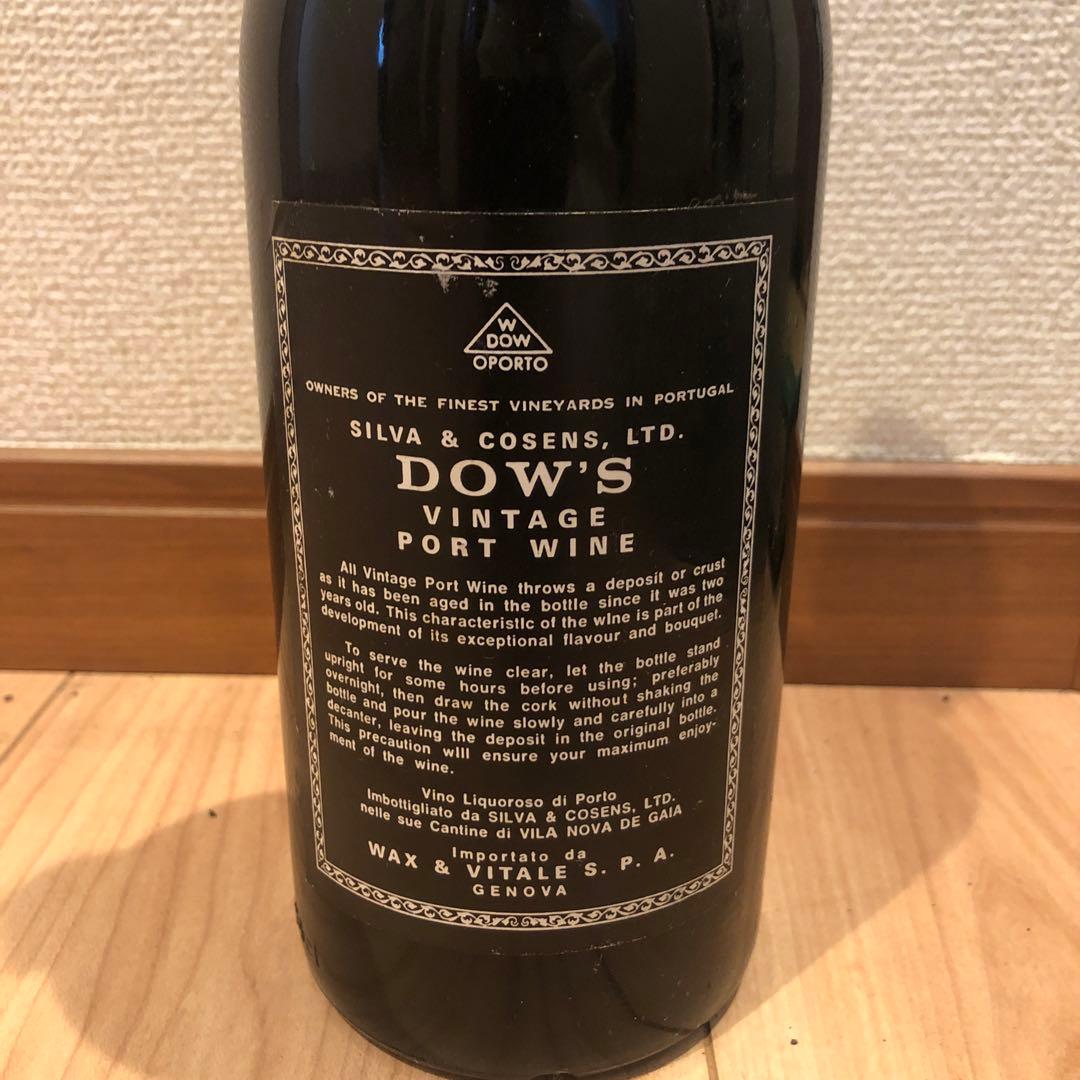 W
DOW
OPORTO
OWNERS OF THE FINEST VINEYARDS IN PORTUGAL
SILVA & COSENS, LTD.
DOW'S
VINTAGE
PORT WINE
All Vintage Port Wine throws a deposit or crust
as it has been aged in the bottle since it was two
years old. This characteristic of the wine is part of the
development of its exceptional flavour and bouquet.
To serve the wine clear, let the bottle stand
upright for some hours before using; preferably
overnight, then draw the cork without shaking the
bottle and pour the wine slowly and carefully into a
decanter, leaving the deposit in the original bottle.
This precaution will ensure your maximum enjoy-
ment of the wine.
Vino Liquoroso di Porto
Imbottigliato da SILVA & COSENS, LTD.
nelle sue Cantine di VILA NOVA DE GAIA
Importato da
WAX & VITALE S. P. A.
GENOVA